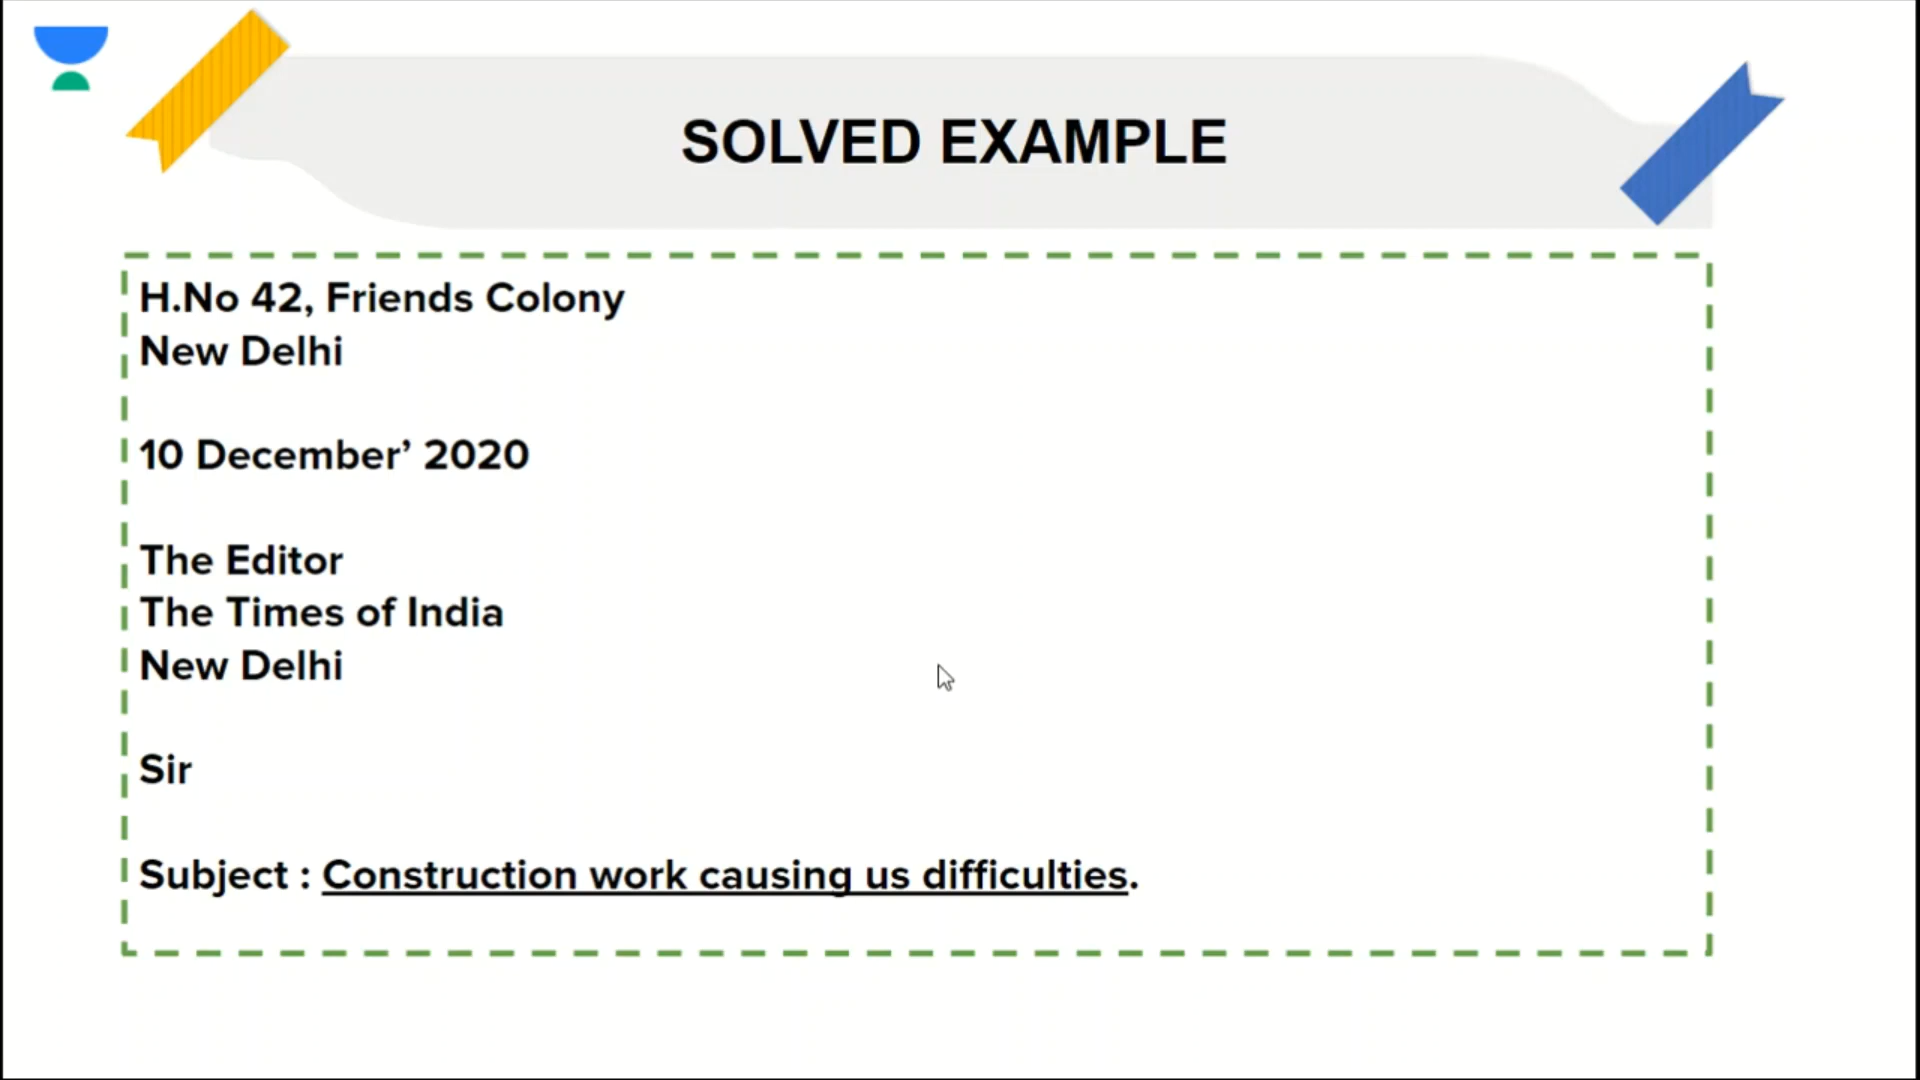 SOLVED EXAMPLE
H.No 42, Friends Colony
New Delhi
10 December’ 2020
The Editor
The Times of India
New Delhi
Sir
Subject : Construction work causing us difficulties.